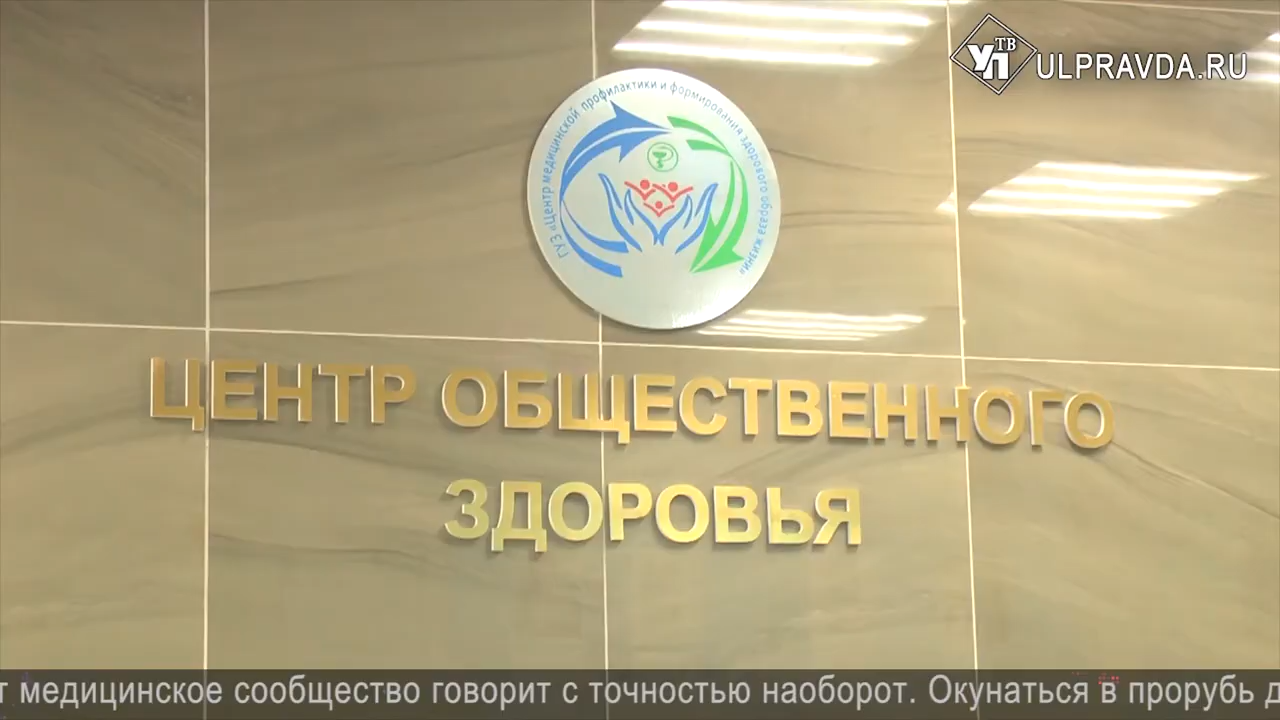 УП ТВ ULPRAVDA.RU
ГУЗ «Центр медицинской профилактики и формирования здорового образа жизни»
ЦЕНТР ОБЩЕСТВЕННОГО
ЗДОРОВЬЯ
т медицинское сообщество говорит с точностью наоборот. Окунаться в прорубь д